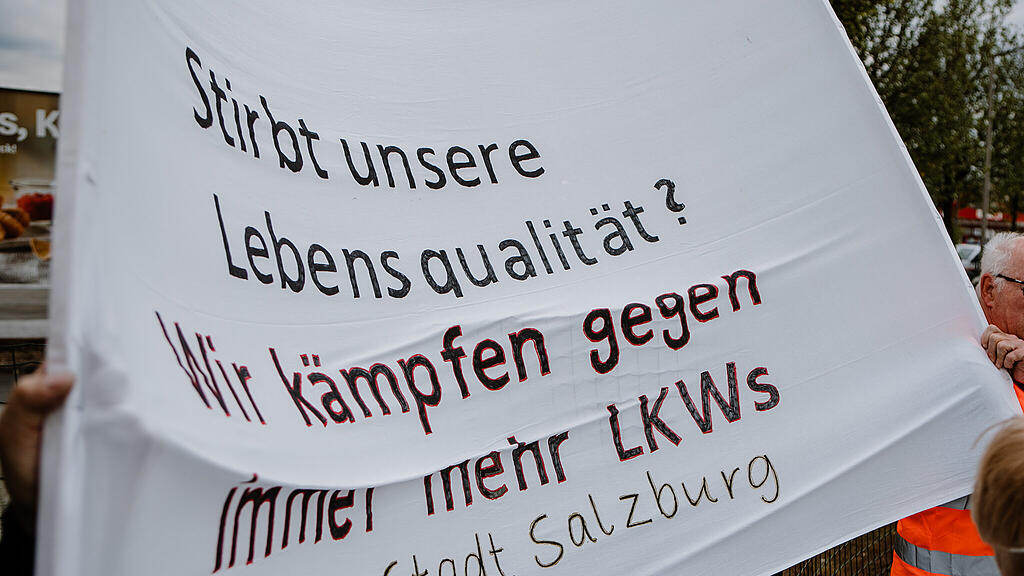 Stirbt unsere
Lebensqualität?
Wir kämpfen gegen
immer mehr LKWs
Stadt Salzburg
s, K